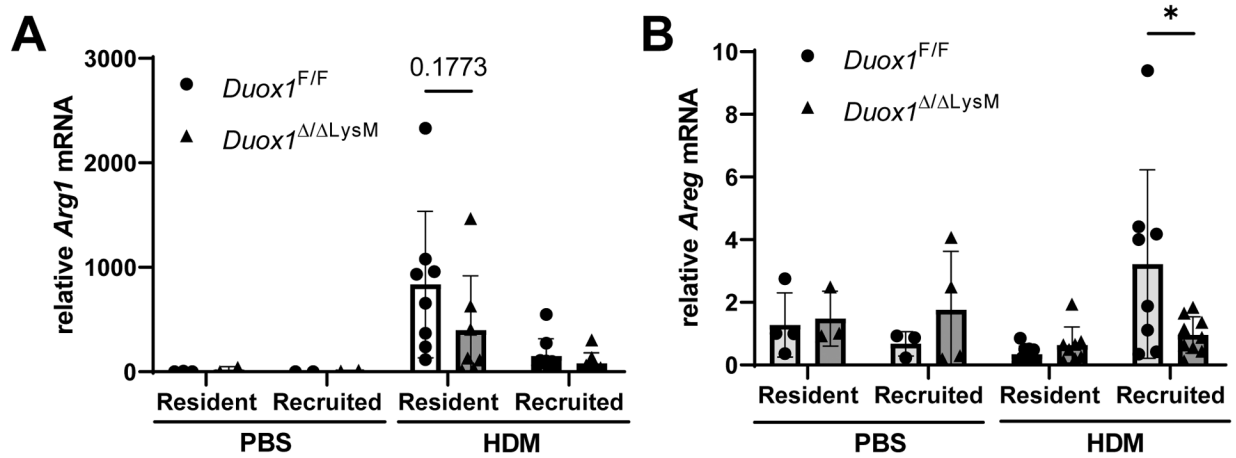 A
relative Arg1 mRNA
3000
2000
1000
0
Duox1F/F
Duox1Δ/ΔLysM
0.1773
Resident Recruited Resident Recruited
PBS HDM
B
relative Areg mRNA
10
8
6
4
2
0
Duox1F/F
Duox1Δ/ΔLysM
*
Resident Recruited Resident Recruited
PBS HDM